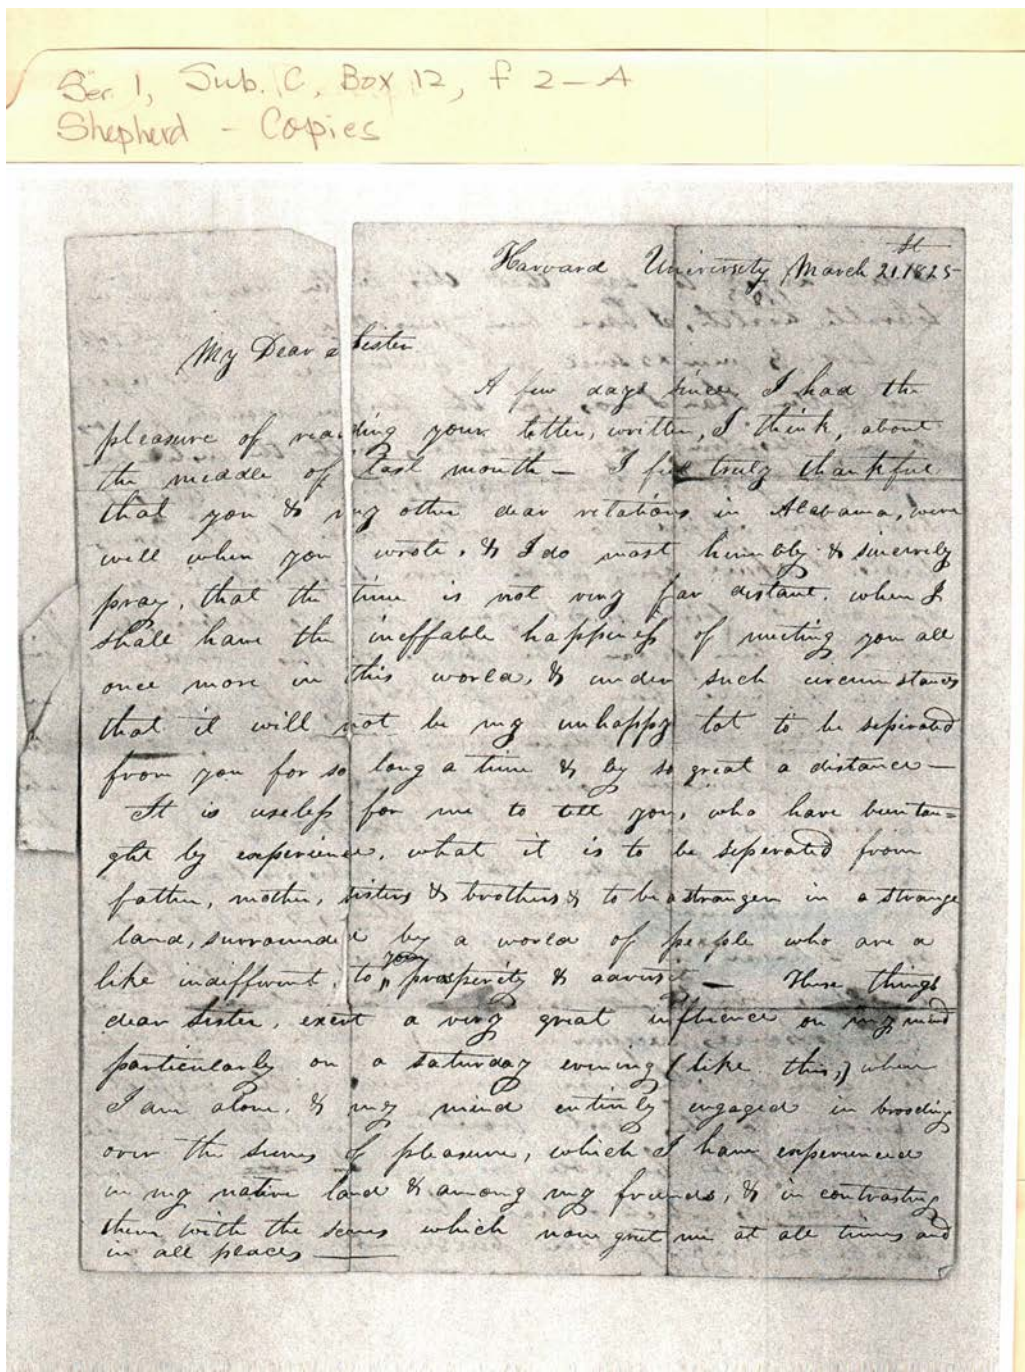 Ser. 1, Sub. C, Box 12, f 2-A
Shepherd - Copies
Harvard University March 21.st 1825
My Dear Sister
A few days since, I had the
pleasure of reading your letter, written, I think, about
the middle of last month — I feel truly thankful
that you & my other dear relations in Alabama, were
well when you wrote, & I do most humbly & sincerely
pray, that the time is not very far distant, when I
shall have the ineffable happiness of meeting you all
once more in this world, & under such circumstances
that it will not be my unhappy lot to be seperated
from you for so long a time & by so great a distance —
It is useless for me to tell you, who have been tau=
ght by experience, what it is to be seperated from
father, mother, sisters & brothers & to be a stranger in a strange
land, surrounded by a world of people who are a
like indifferent, to your prosperity & adversity — These things
dear Sister, exert a very great influence on my mind
particularly on a saturday evening (like this,) when
I am alone, & my mind entirely engaged in brooding
over the scenes of pleasure, which I have experienced
in my native land & among my friends, & in contrasting
them with the scenes which now greet me at all times and
in all places —